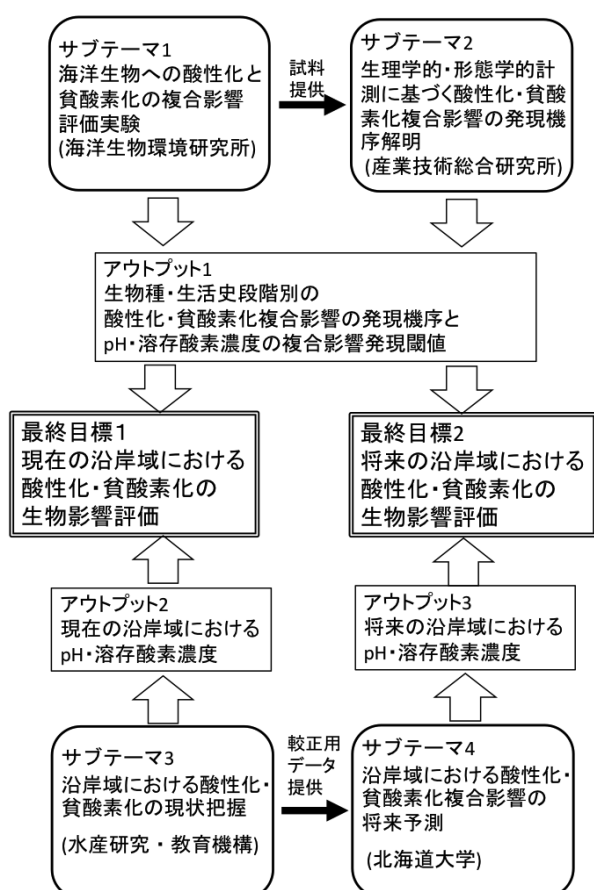 サブテーマ1
海洋生物への酸性化と
貧酸素化の複合影響
評価実験
(海洋生物環境研究所)
試料
提供
サブテーマ2
生理学的・形態学的計
測に基づく酸性化・貧酸
素化複合影響の発現機
序解明
(産業技術総合研究所)
アウトプット1
生物種・生活史段階別の
酸性化・貧酸素化複合影響の発現機序と
pH・溶存酸素濃度の複合影響発現閾値
最終目標1
現在の沿岸域における
酸性化・貧酸素化の
生物影響評価
最終目標2
将来の沿岸域における
酸性化・貧酸素化の
生物影響評価
アウトプット2
現在の沿岸域における
pH・溶存酸素濃度
アウトプット3
将来の沿岸域における
pH・溶存酸素濃度
サブテーマ3
沿岸域における酸性化・
貧酸素化の現状把握
(水産研究・教育機構)
較正用
データ
提供
サブテーマ4
沿岸域における酸性化・
貧酸素化複合影響の
将来予測
(北海道大学)